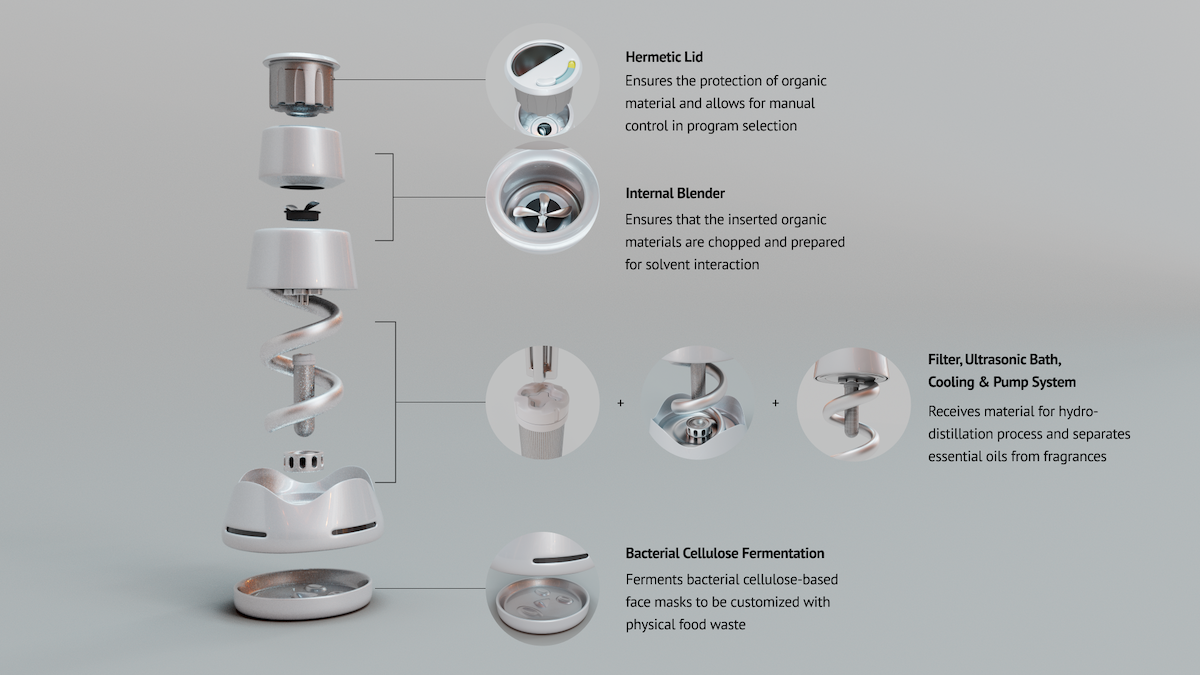 Hermetic Lid
Ensures the protection of organic
material and allows for manual
control in program selection
Internal Blender
Ensures that the inserted organic
materials are chopped and prepared
for solvent interaction
+
+
Filter, Ultrasonic Bath,
Cooling & Pump System
Receives material for hydro-
distillation process and separates
essential oils from fragrances
Bacterial Cellulose Fermentation
Ferments bacterial cellulose-based
face masks to be customized with
physical food waste